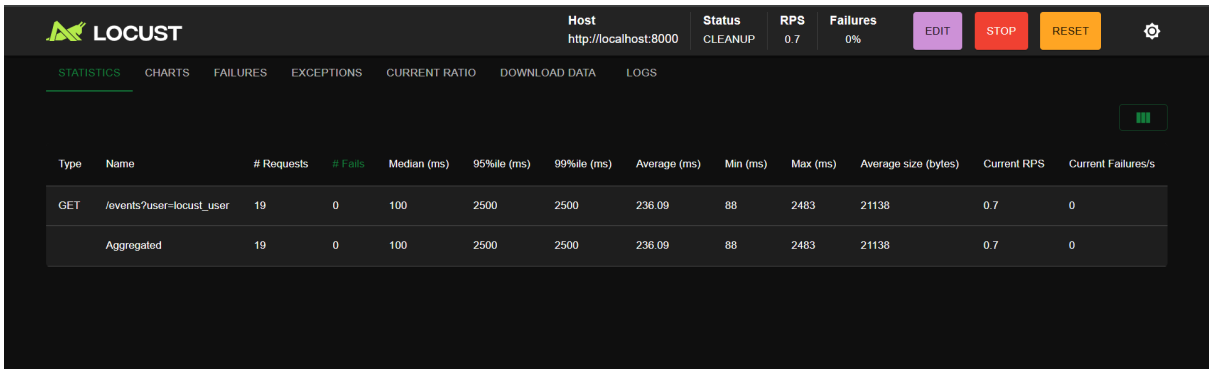 LOCUST
Host Status RPS Failures
http://localhost:8000 CLEANUP 0.7 0%
EDIT STOP RESET
STATISTICS CHARTS FAILURES EXCEPTIONS CURRENT RATIO DOWNLOAD DATA LOGS
Type Name # Requests # Fails Median (ms) 95%ile (ms) 99%ile (ms) Average (ms) Min (ms) Max (ms) Average size (bytes) Current RPS Current Failures/s
GET /events?user=locust_user 19 0 100 2500 2500 236.09 88 2483 21138 0.7 0
Aggregated 19 0 100 2500 2500 236.09 88 2483 21138 0.7 0